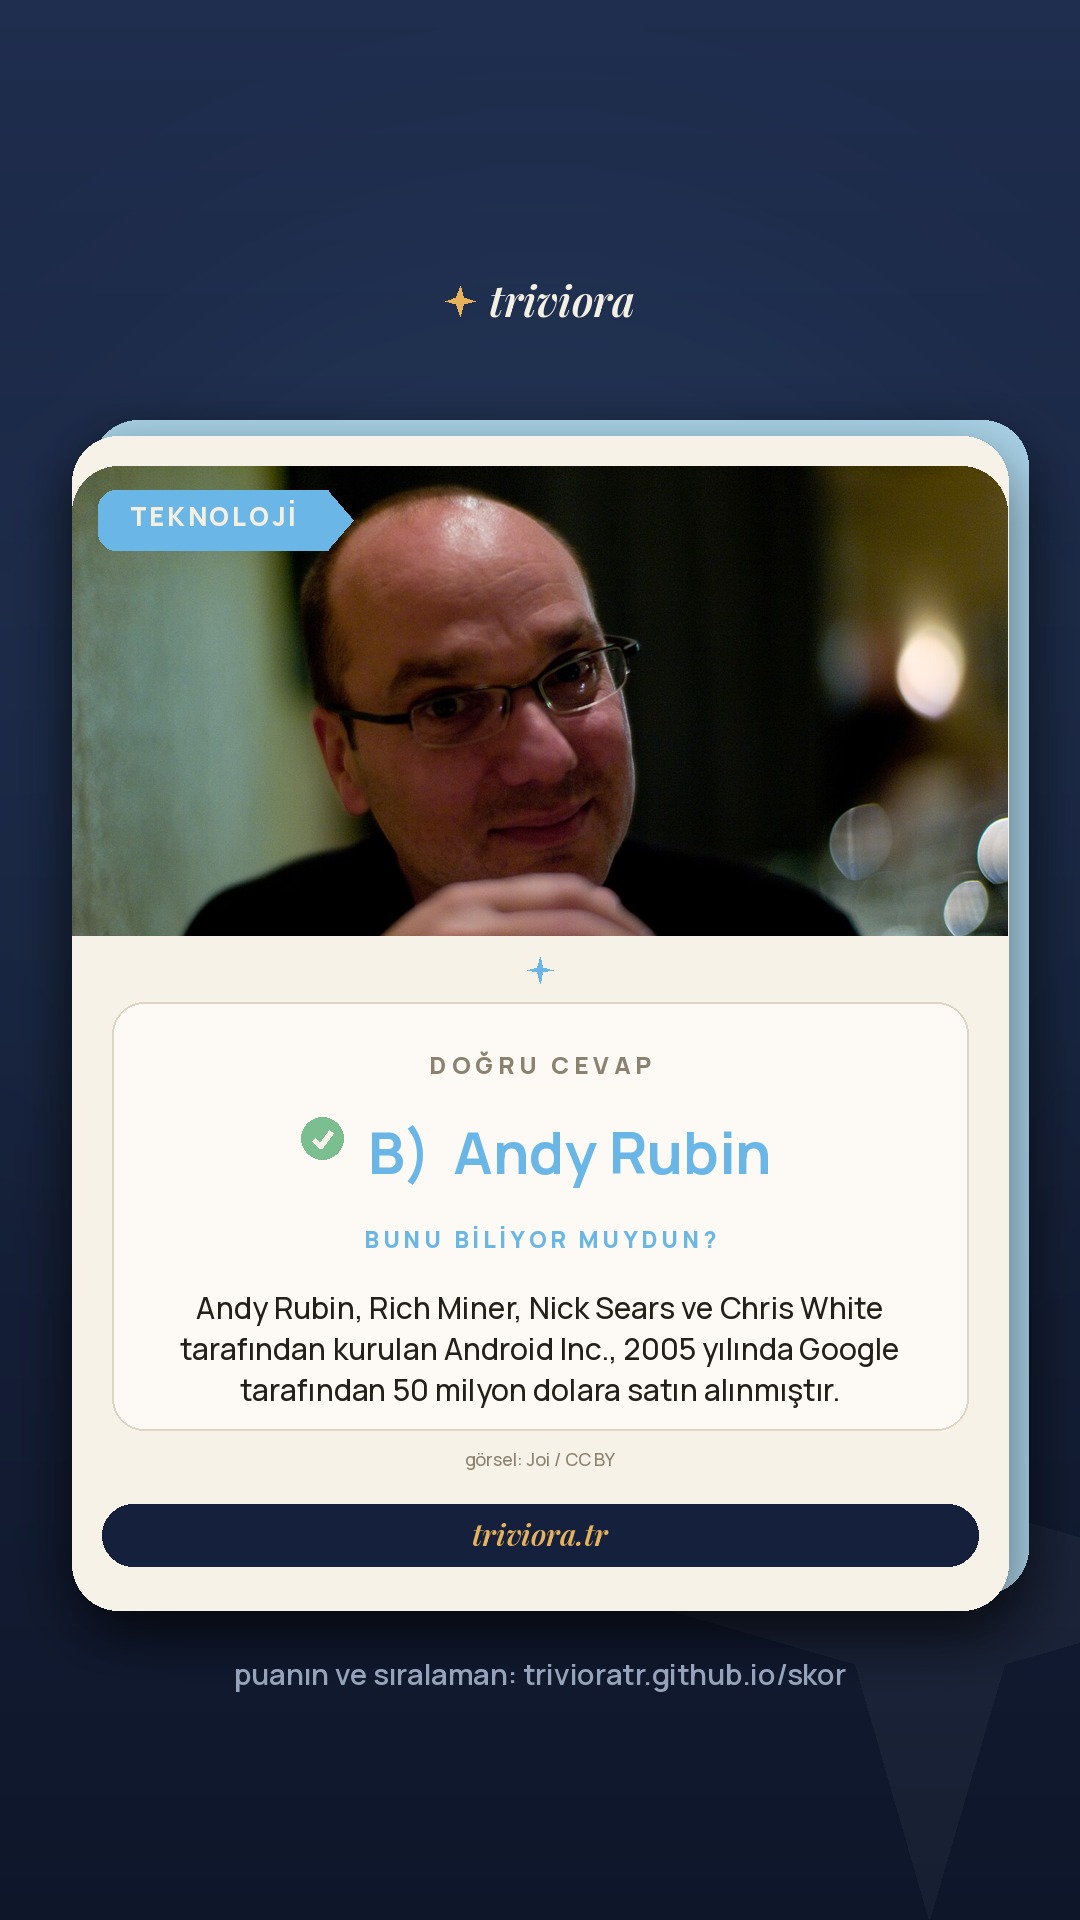 triviora
TEKNOLOJİ
DOĞRU CEVAP
B) Andy Rubin
BUNU BİLİYOR MUYDUN?
Andy Rubin, Rich Miner, Nick Sears ve Chris White
tarafından kurulan Android Inc., 2005 yılında Google
tarafından 50 milyon dolara satın alınmıştır.
görsel: Joi / CC BY
triviora.tr
puanın ve sıralaman: trivioratr.github.io/skor